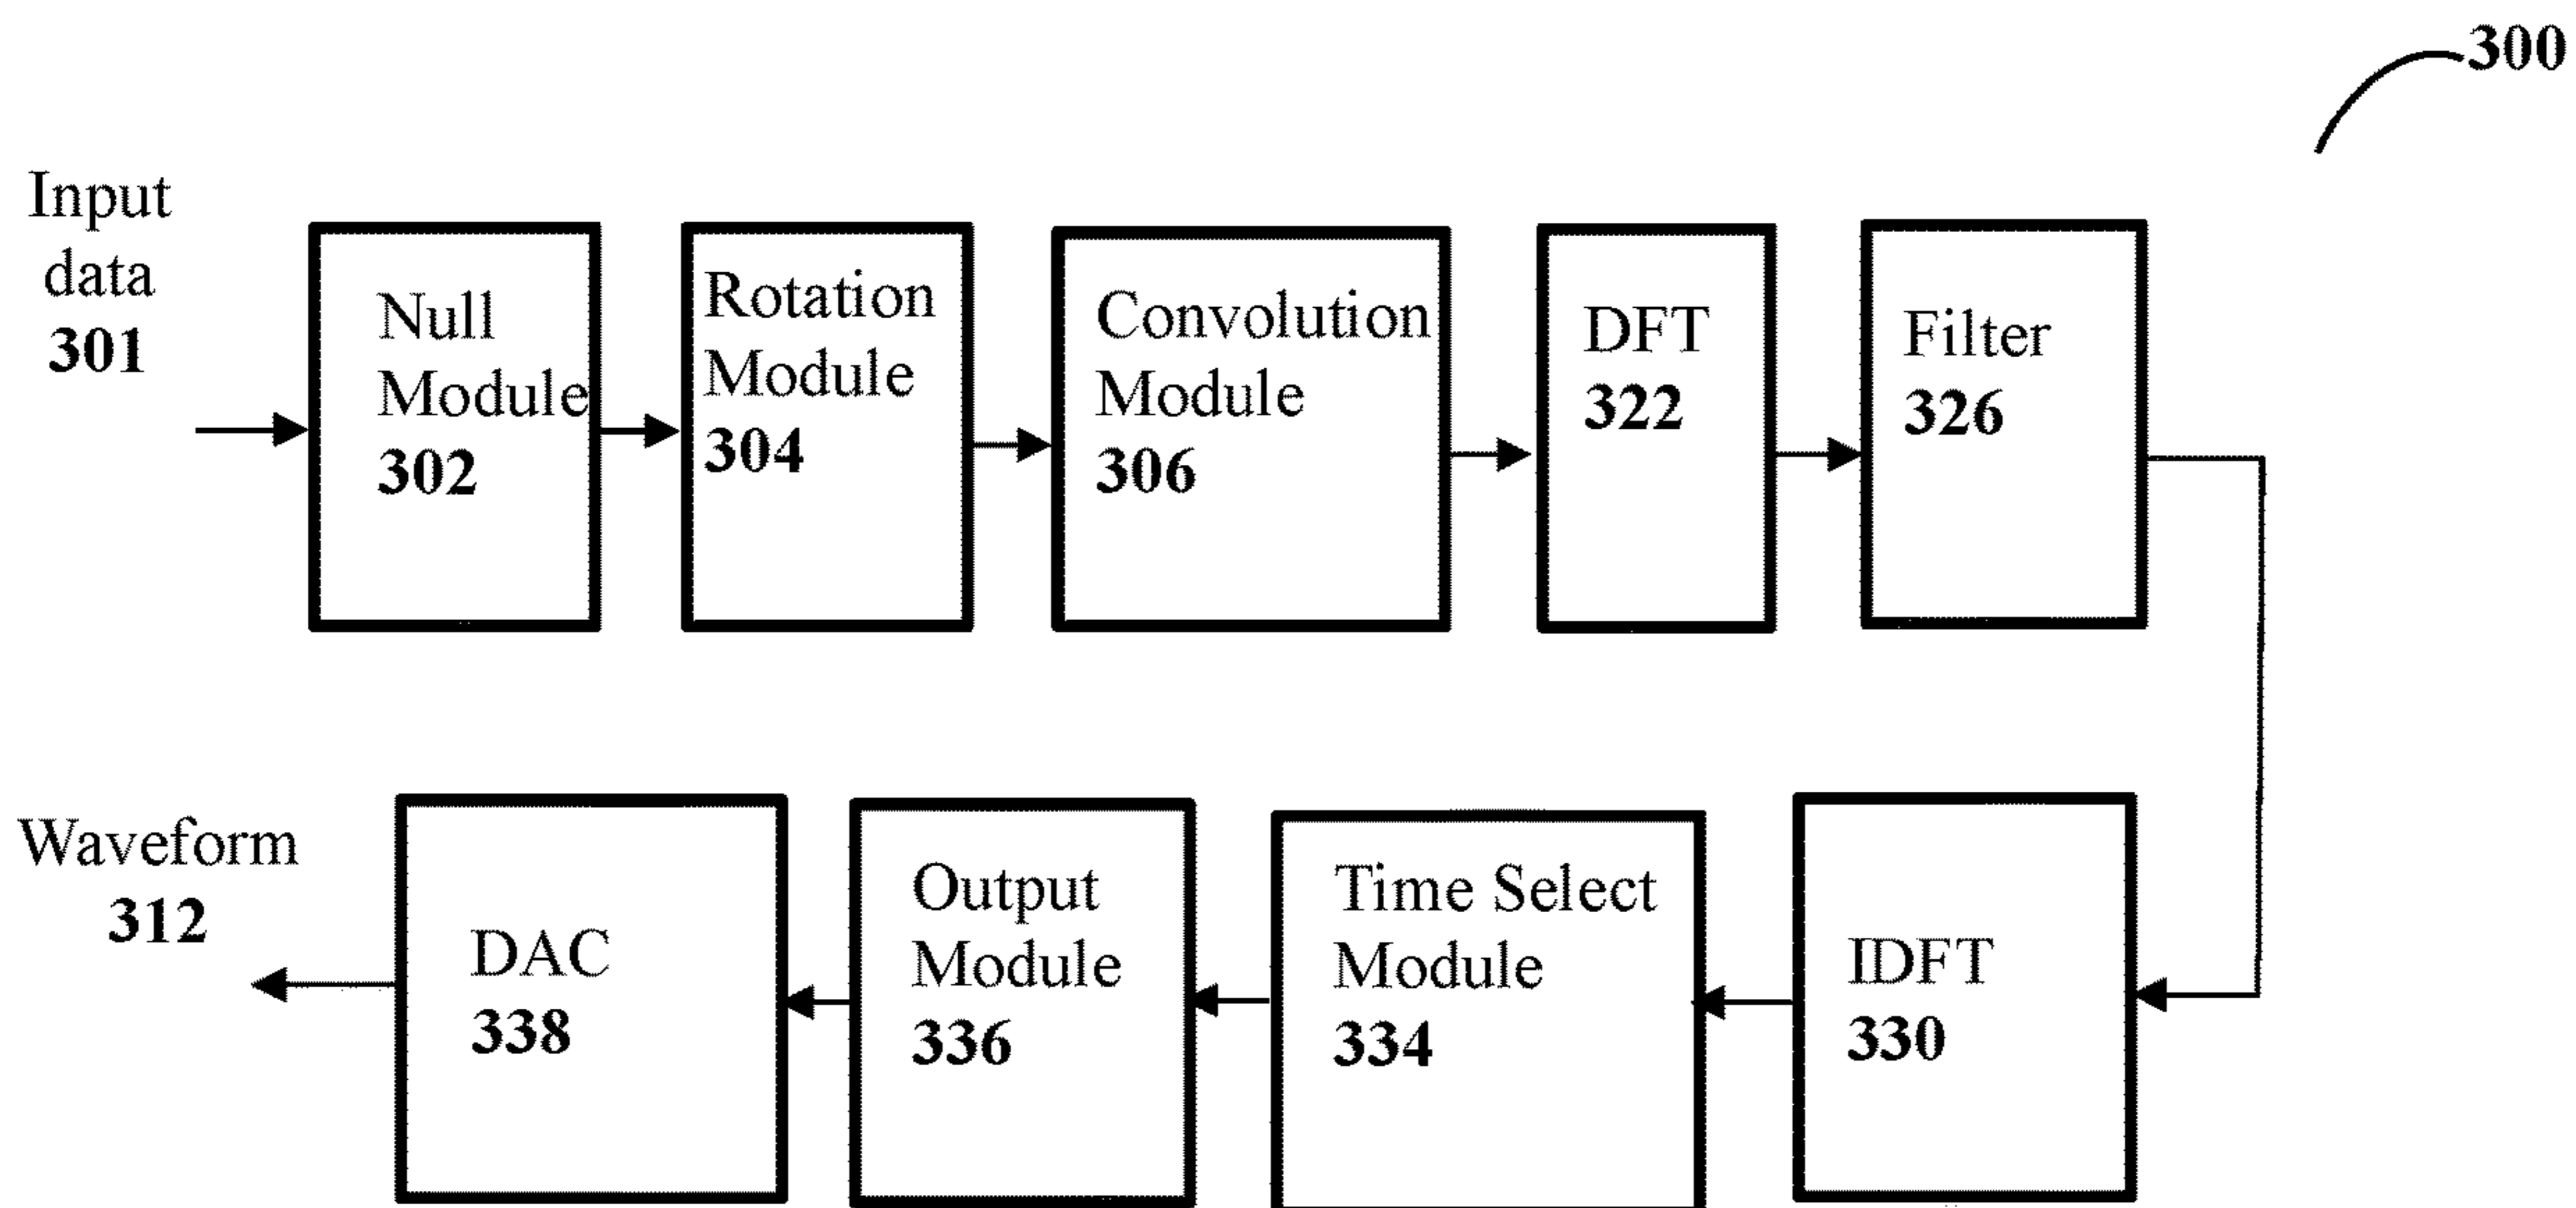 300
Input
data
301
Null
Module
302
Rotation
Module
304
Convolution
Module
306
DFT
322
Filter
326
Waveform
312
DAC
338
Output
Module
336
Time Select
Module
334
IDFT
330